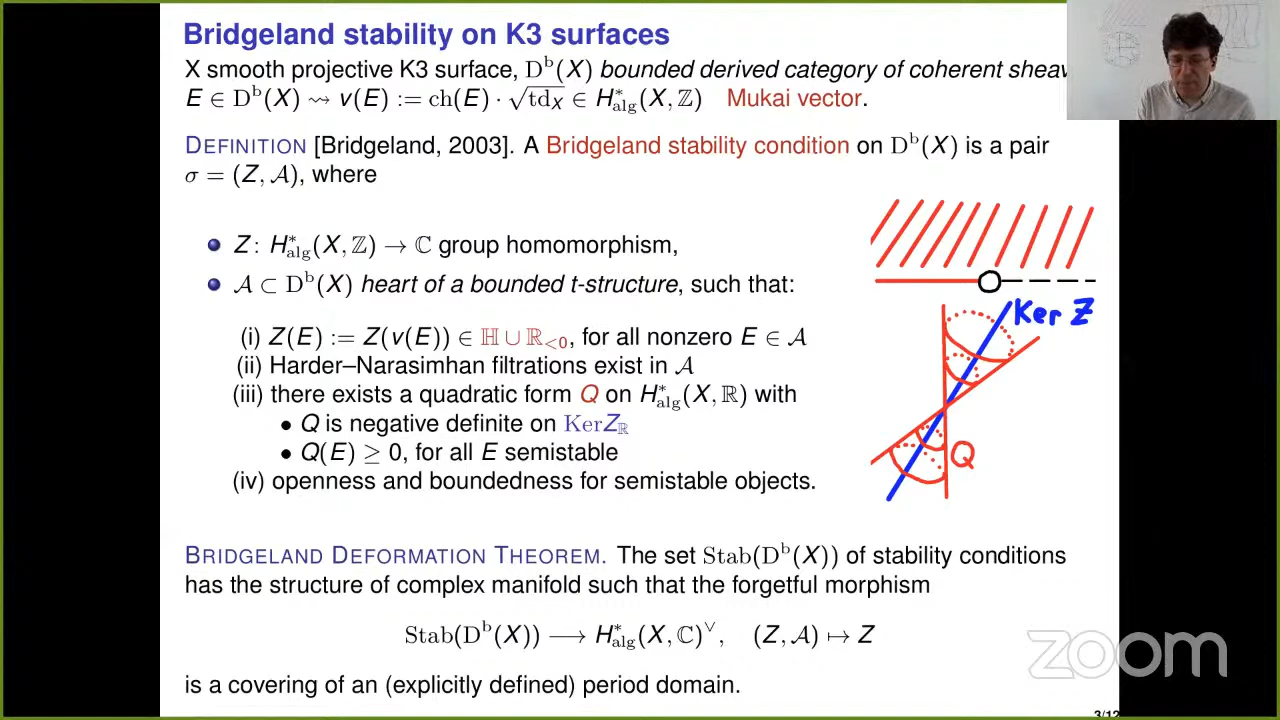 Bridgeland stability on K3 surfaces
X smooth projective K3 surface, D^b(X) bounded derived category of coherent sheav
E ∈ D^b(X) ⇝ v(E) := ch(E) · √td_X ∈ H*_alg(X, ℤ) Mukai vector.
DEFINITION [Bridgeland, 2003]. A Bridgeland stability condition on D^b(X) is a pair
σ = (Z, 𝒜), where
Z: H*_alg(X, ℤ) → ℂ group homomorphism,
𝒜 ⊂ D^b(X) heart of a bounded t-structure, such that:
(i) Z(E) := Z(v(E)) ∈ ℍ ∪ ℝ_<0, for all nonzero E ∈ 𝒜
Ker Z
(ii) Harder–Narasimhan filtrations exist in 𝒜
(iii) there exists a quadratic form Q on H*_alg(X, ℝ) with
• Q is negative definite on KerZ_ℝ
• Q(E) ≥ 0, for all E semistable
Q
(iv) openness and boundedness for semistable objects.
BRIDGELAND DEFORMATION THEOREM. The set Stab(D^b(X)) of stability conditions
has the structure of complex manifold such that the forgetful morphism
Stab(D^b(X)) ⟶ H*_alg(X, ℂ)^∨, (Z, 𝒜) ↦ Z
is a covering of an (explicitly defined) period domain.
zoom
3/12